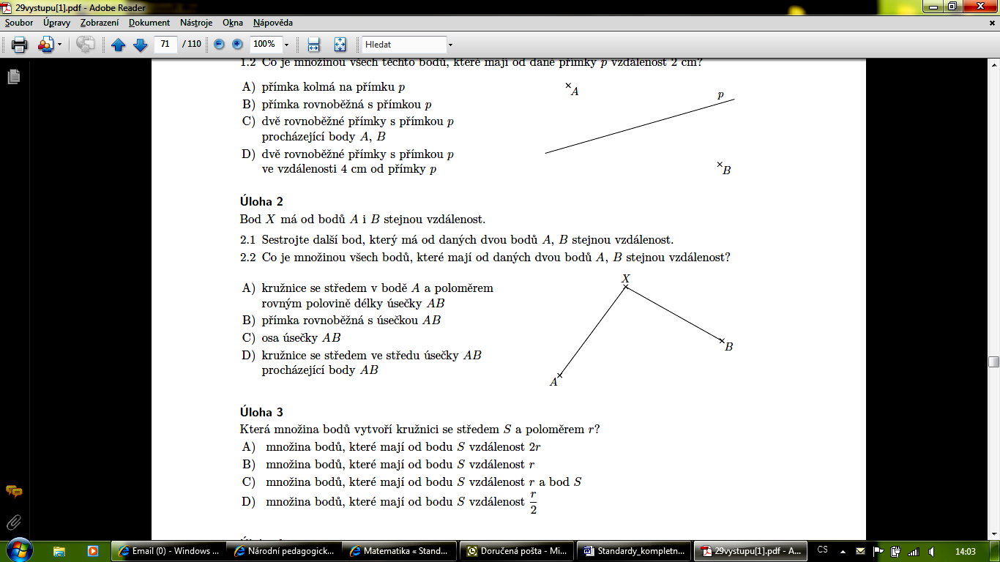 29vystupu[1].pdf - Adobe Reader
Soubor Úpravy Zobrazení Dokument Nástroje Okna Nápověda
71 / 110 100% Hledat
1.2 Co je množinou všech těchto bodů, které mají od dané přímky p vzdálenost 2 cm?
A) přímka kolmá na přímku p
B) přímka rovnoběžná s přímkou p
C) dvě rovnoběžné přímky s přímkou p
procházející body A, B
D) dvě rovnoběžné přímky s přímkou p
ve vzdálenosti 4 cm od přímky p
A
p
B
Úloha 2
Bod X má od bodů A i B stejnou vzdálenost.
2.1 Sestrojte další bod, který má od daných dvou bodů A, B stejnou vzdálenost.
2.2 Co je množinou všech bodů, které mají od daných dvou bodů A, B stejnou vzdálenost?
A) kružnice se středem v bodě A a poloměrem
rovným polovině délky úsečky AB
B) přímka rovnoběžná s úsečkou AB
C) osa úsečky AB
D) kružnice se středem ve středu úsečky AB
procházející body AB
X
B
A
Úloha 3
Která množina bodů vytvoří kružnici se středem S a poloměrem r?
A) množina bodů, které mají od bodu S vzdálenost 2r
B) množina bodů, které mají od bodu S vzdálenost r
C) množina bodů, které mají od bodu S vzdálenost r a bod S
D) množina bodů, které mají od bodu S vzdálenost r/2
Email (0) - Windows ... Národní pedagogick... Matematika « Stand... Doručená pošta - Mi... Standardy_kompletn... 29vystupu[1].pdf - A... CS 14:03